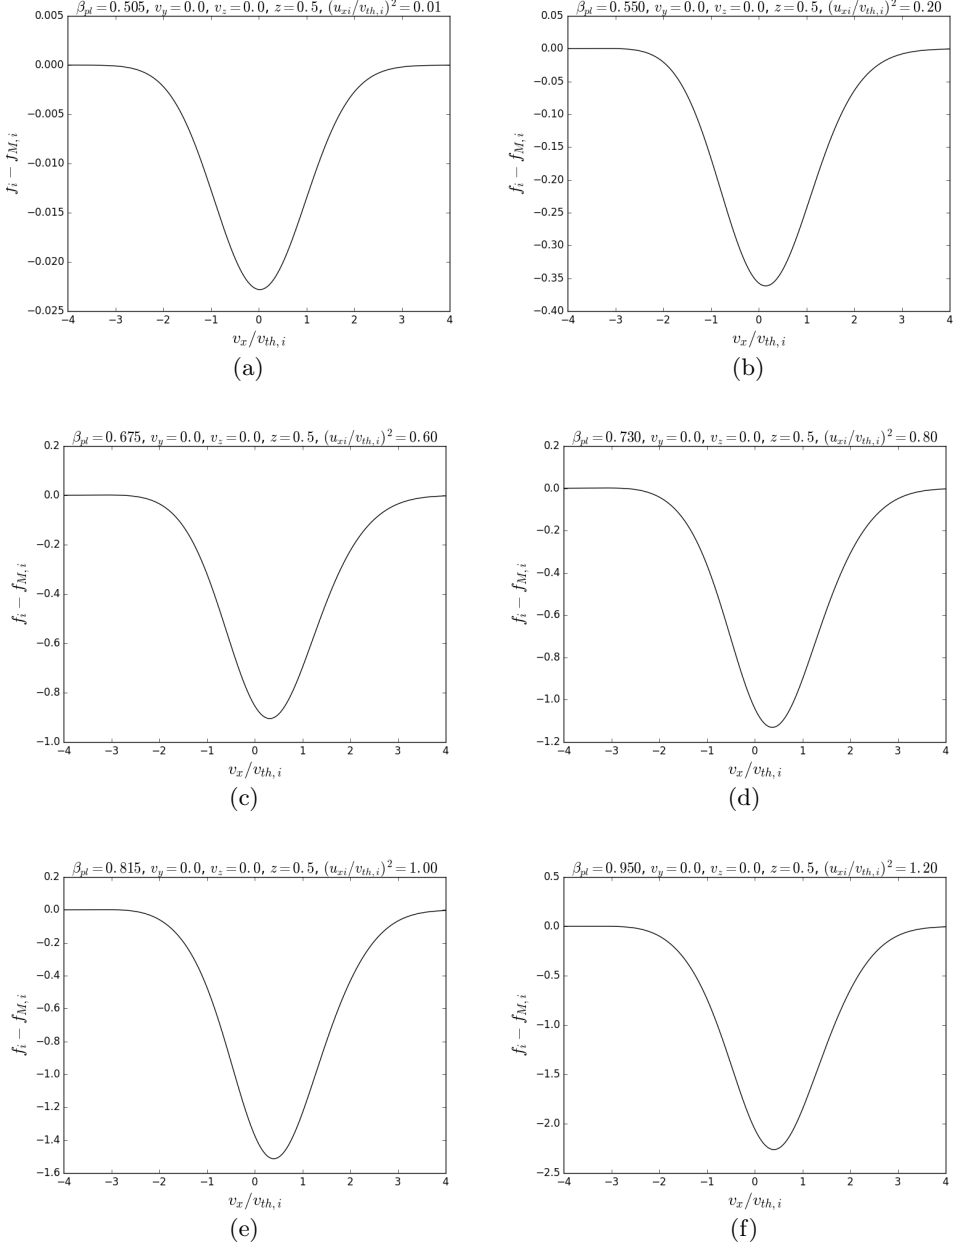 β_pl = 0.505, v_y = 0.0, v_z = 0.0, z = 0.5, (u_xi/v_th,i)^2 = 0.01
0.005
0.000
−0.005
−0.010
−0.015
−0.020
−0.025
f_i − f_M,i
−4 −3 −2 −1 0 1 2 3 4
v_x/v_th,i
(a)
β_pl = 0.550, v_y = 0.0, v_z = 0.0, z = 0.5, (u_xi/v_th,i)^2 = 0.20
0.05
0.00
−0.05
−0.10
−0.15
−0.20
−0.25
−0.30
−0.35
−0.40
f_i − f_M,i
−4 −3 −2 −1 0 1 2 3 4
v_x/v_th,i
(b)
β_pl = 0.675, v_y = 0.0, v_z = 0.0, z = 0.5, (u_xi/v_th,i)^2 = 0.60
0.2
0.0
−0.2
−0.4
−0.6
−0.8
−1.0
f_i − f_M,i
−4 −3 −2 −1 0 1 2 3 4
v_x/v_th,i
(c)
β_pl = 0.730, v_y = 0.0, v_z = 0.0, z = 0.5, (u_xi/v_th,i)^2 = 0.80
0.2
0.0
−0.2
−0.4
−0.6
−0.8
−1.0
−1.2
f_i − f_M,i
−4 −3 −2 −1 0 1 2 3 4
v_x/v_th,i
(d)
β_pl = 0.815, v_y = 0.0, v_z = 0.0, z = 0.5, (u_xi/v_th,i)^2 = 1.00
0.2
0.0
−0.2
−0.4
−0.6
−0.8
−1.0
−1.2
−1.4
−1.6
f_i − f_M,i
−4 −3 −2 −1 0 1 2 3 4
v_x/v_th,i
(e)
β_pl = 0.950, v_y = 0.0, v_z = 0.0, z = 0.5, (u_xi/v_th,i)^2 = 1.20
0.5
0.0
−0.5
−1.0
−1.5
−2.0
−2.5
f_i − f_M,i
−4 −3 −2 −1 0 1 2 3 4
v_x/v_th,i
(f)